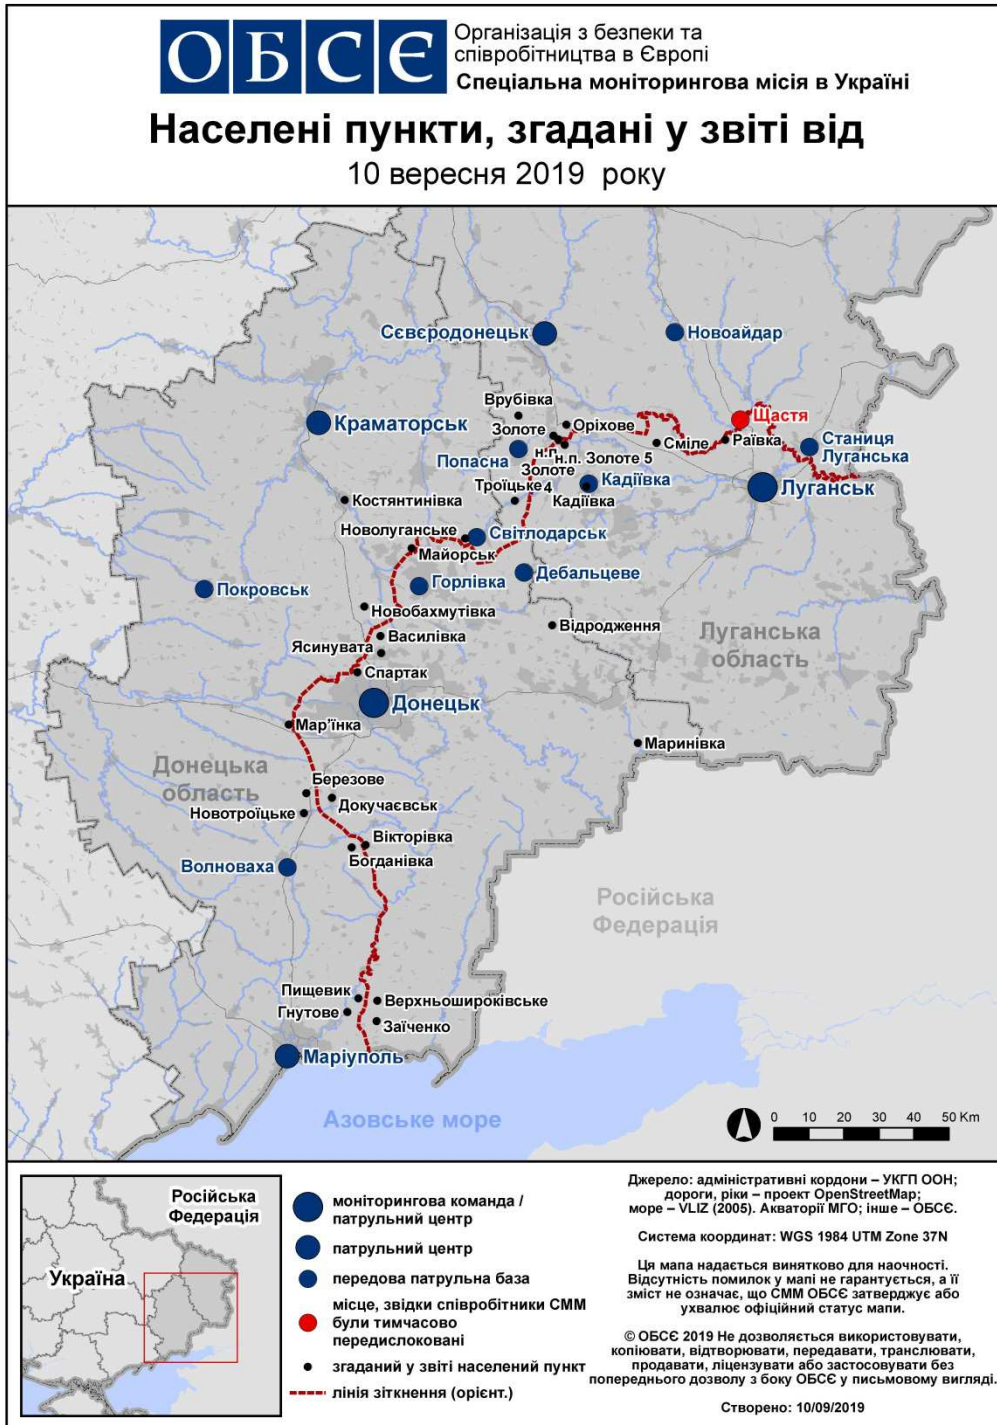 ОБСЄ
Організація з безпеки та
співробітництва в Європі
Спеціальна моніторингова місія в Україні
Населені пункти, згадані у звіті від
10 вересня 2019 року
Сєвєродонецьк
Новоайдар
Врубівка
Краматорськ
Золоте
Оріхове
Щастя
Сміле
Раївка
Станиця
Луганська
Попасна
н.п.
Золоте
4
н.п. Золоте 5
Троїцьке
Кадіївка
Кадіївка
Луганськ
Костянтинівка
Новолуганське
Світлодарськ
Майорськ
Дебальцеве
Горлівка
Покровськ
Новобахмутівка
Відродження
Василівка
Ясинувата
Луганська
область
Спартак
Донецьк
Мар'їнка
Маринівка
Донецька
область
Березове
Докучаєвськ
Новотроїцьке
Вікторівка
Богданівка
Волноваха
Російська
Федерація
Пищевик
Верхньошироківське
Гнутове
Заїченко
Маріуполь
Азовське море
0 10 20 30 40 50 Km
Російська
Федерація
Україна
моніторингова команда /
патрульний центр
патрульний центр
передова патрульна база
місце, звідки співробітники СММ
були тимчасово
передислоковані
згаданий у звіті населений пункт
лінія зіткнення (орієнт.)
Джерело: адміністративні кордони – УКГП ООН;
дороги, ріки – проект OpenStreetMap;
море – VLIZ (2005). Акваторії МГО; інше – ОБСЄ.
Система координат: WGS 1984 UTM Zone 37N
Ця мапа надається винятково для наочності.
Відсутність помилок у мапі не гарантується, а її
зміст не означає, що СММ ОБСЄ затверджує або
ухвалює офіційний статус мапи.
© ОБСЄ 2019 Не дозволяється використовувати,
копіювати, відтворювати, передавати, транслювати,
продавати, ліцензувати або застосовувати без
попереднього дозволу з боку ОБСЄ у письмовому вигляді.
Створено: 10/09/2019